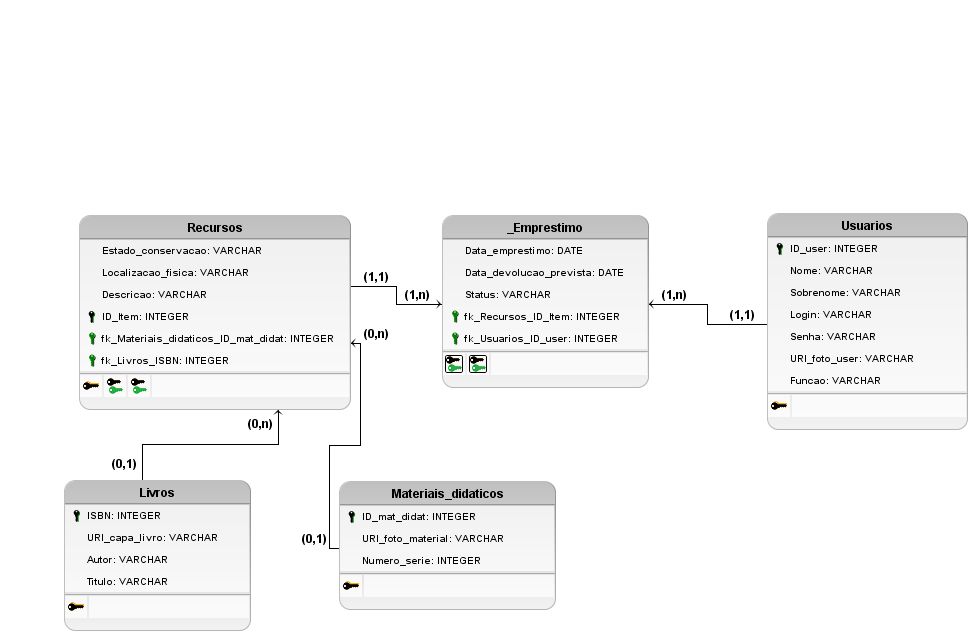 Recursos
Estado_conservacao: VARCHAR
Localizacao_fisica: VARCHAR
Descricao: VARCHAR
ID_Item: INTEGER
fk_Materiais_didaticos_ID_mat_didat: INTEGER
fk_Livros_ISBN: INTEGER
(1,1)
(1,n)
_Emprestimo
Data_emprestimo: DATE
Data_devolucao_prevista: DATE
Status: VARCHAR
fk_Recursos_ID_Item: INTEGER
fk_Usuarios_ID_user: INTEGER
(1,n)
(1,1)
Usuarios
ID_user: INTEGER
Nome: VARCHAR
Sobrenome: VARCHAR
Login: VARCHAR
Senha: VARCHAR
URI_foto_user: VARCHAR
Funcao: VARCHAR
(0,n)
(0,n)
(0,1)
Livros
ISBN: INTEGER
URI_capa_livro: VARCHAR
Autor: VARCHAR
Titulo: VARCHAR
(0,1)
Materiais_didaticos
ID_mat_didat: INTEGER
URI_foto_material: VARCHAR
Numero_serie: INTEGER